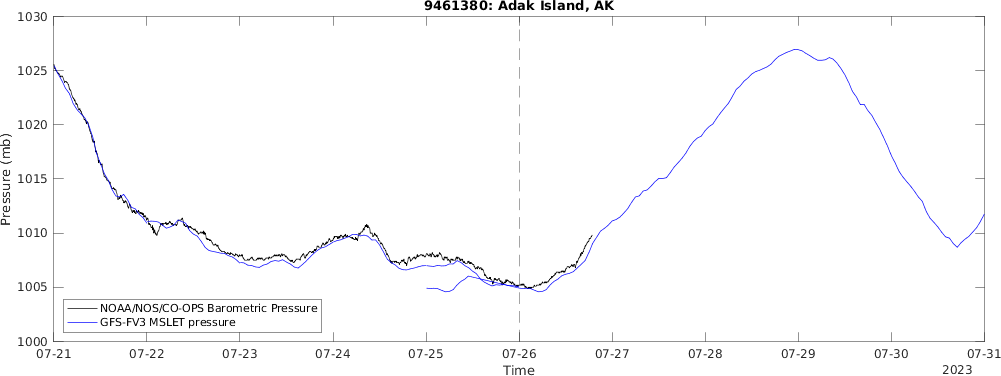 9461380: Adak Island, AK
Pressure (mb)
1030
1025
1020
1015
1010
1005
1000
NOAA/NOS/CO-OPS Barometric Pressure
GFS-FV3 MSLET pressure
07-21 07-22 07-23 07-24 07-25 07-26 07-27 07-28 07-29 07-30 07-31
Time
2023